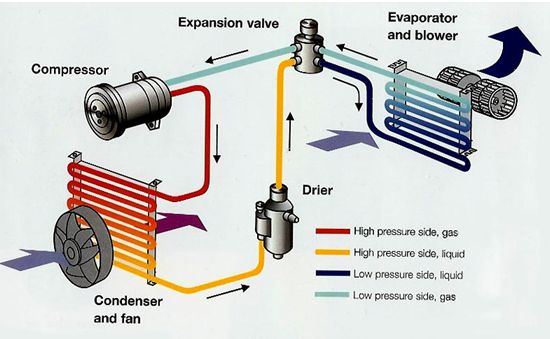 Expansion valve
Evaporator
and blower
Compressor
Drier
High pressure side, gas
High pressure side, liquid
Low pressure side, liquid
Low pressure side, gas
Condenser
and fan